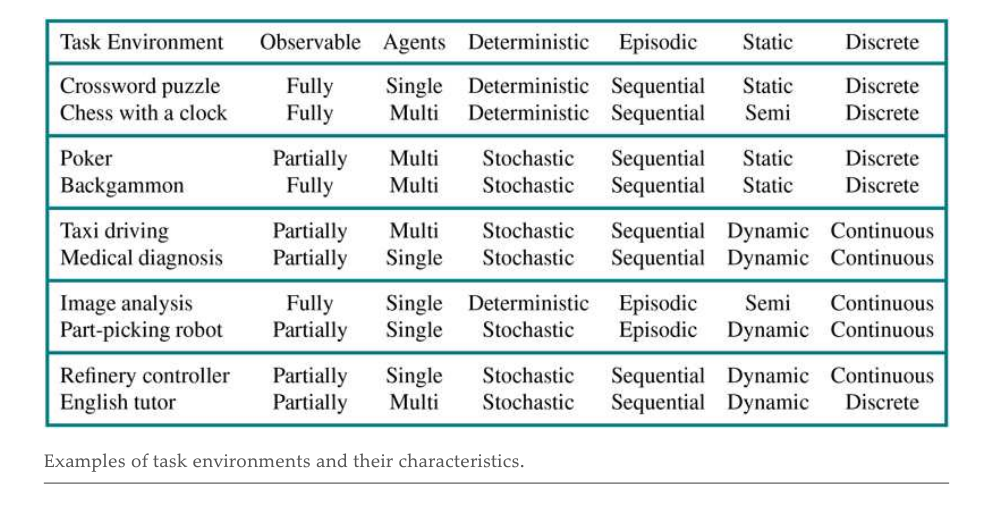 Task Environment Observable Agents Deterministic Episodic Static Discrete
Crossword puzzle Fully Single Deterministic Sequential Static Discrete
Chess with a clock Fully Multi Deterministic Sequential Semi Discrete
Poker Partially Multi Stochastic Sequential Static Discrete
Backgammon Fully Multi Stochastic Sequential Static Discrete
Taxi driving Partially Multi Stochastic Sequential Dynamic Continuous
Medical diagnosis Partially Single Stochastic Sequential Dynamic Continuous
Image analysis Fully Single Deterministic Episodic Semi Continuous
Part-picking robot Partially Single Stochastic Episodic Dynamic Continuous
Refinery controller Partially Single Stochastic Sequential Dynamic Continuous
English tutor Partially Multi Stochastic Sequential Dynamic Discrete
Examples of task environments and their characteristics.